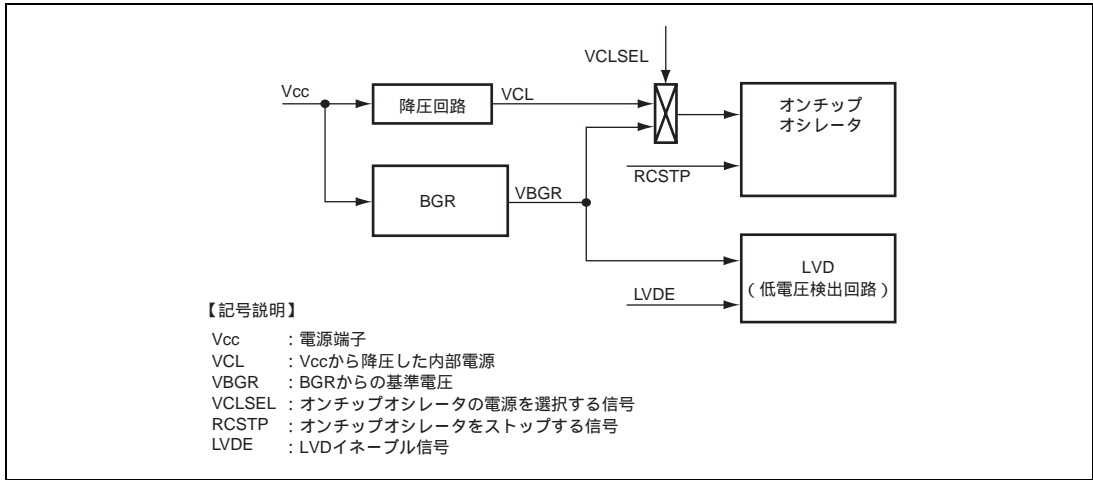 VCLSEL
Vcc
降圧回路
VCL
オンチップ
オシレータ
RCSTP
BGR
VBGR
LVD
（低電圧検出回路）
LVDE
【記号説明】
Vcc ：電源端子
VCL ：Vccから降圧した内部電源
VBGR ：BGRからの基準電圧
VCLSEL ：オンチップオシレータの電源を選択する信号
RCSTP ：オンチップオシレータをストップする信号
LVDE ：LVDイネーブル信号